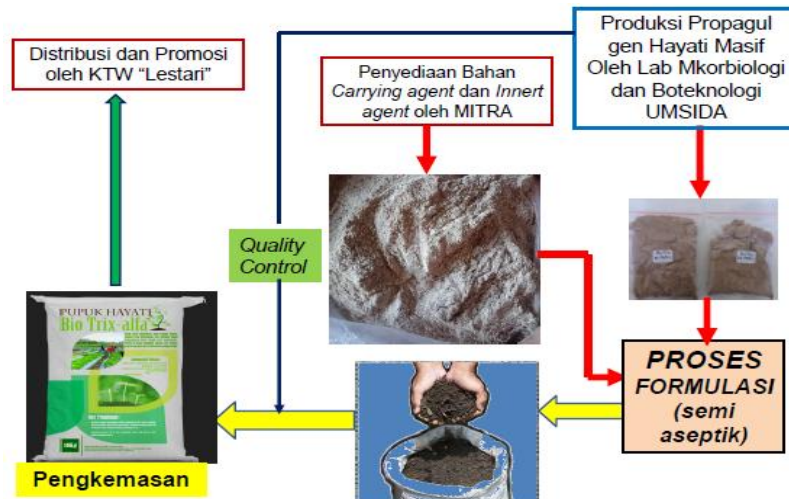 Distribusi dan Promosi
oleh KTW “Lestari”
Penyediaan Bahan
Carrying agent dan Innert
agent oleh MITRA
Produksi Propagul
gen Hayati Masif
Oleh Lab Mkorbiologi
dan Boteknologi
UMSIDA
Quality
Control
PUPUK HAYATI
Bio Trix-alfa
PROSES
FORMULASI
(semi
aseptik)
Pengkemasan